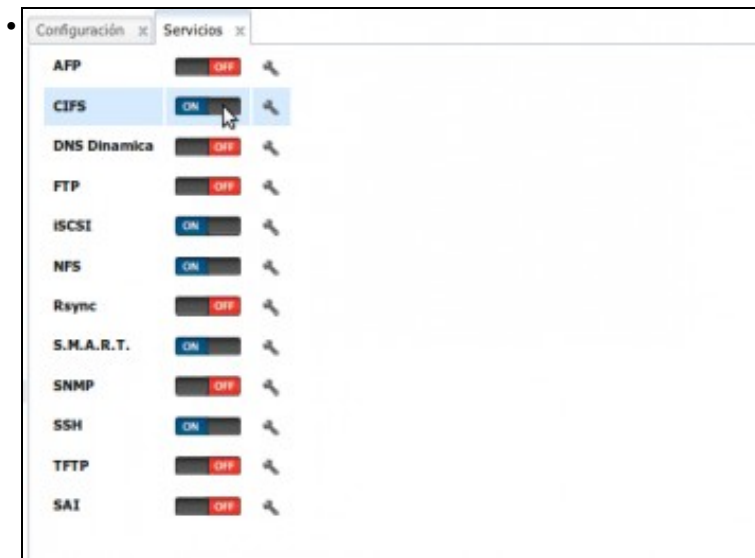 Configuración x Servicios x
AFP OFF
CIFS ON
DNS Dinamica OFF
FTP OFF
iSCSI ON
NFS ON
Rsync OFF
S.M.A.R.T. ON
SNMP OFF
SSH ON
TFTP OFF
SAI OFF